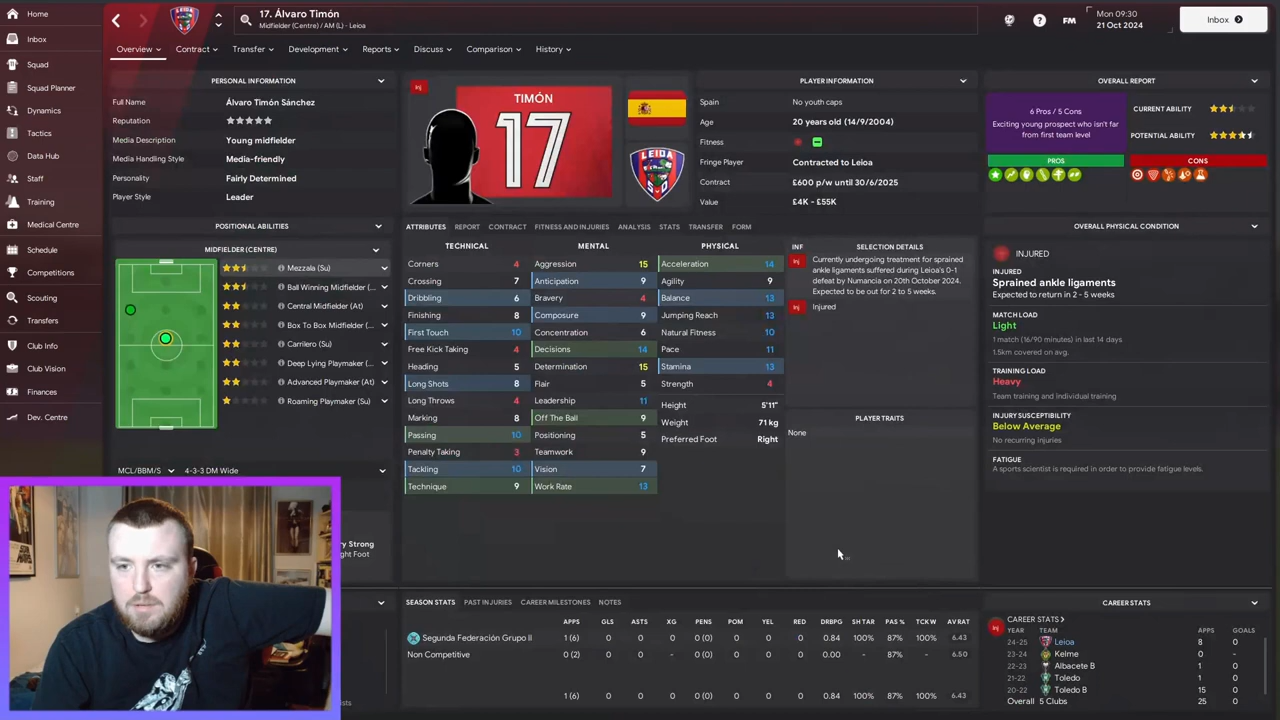 Home
Inbox
Squad
Squad Planner
Dynamics
Tactics
Data Hub
Staff
Training
Medical Centre
Schedule
Competitions
Scouting
Transfers
Club Info
Club Vision
Finances
Dev. Centre
17. Álvaro Timón
Midfielder (Centre) / AM (L) - Leioa
FM
Mon 09:30
21 Oct 2024
Inbox
Overview
Contract
Transfer
Development
Reports
Discuss
Comparison
History
PERSONAL INFORMATION
Full Name Álvaro Timón Sánchez
Reputation
Media Description Young midfielder
Media Handling Style Media-friendly
Personality Fairly Determined
Player Style Leader
POSITIONAL ABILITIES
MIDFIELDER (CENTRE)
Mezzala (Su)
Ball Winning Midfielder (...
Central Midfielder (At)
Box To Box Midfielder (...
Carrilero (Su)
Deep Lying Playmaker (...
Advanced Playmaker (At)
Roaming Playmaker (Su)
MCL/BBM/S 4-3-3 DM Wide
ry Strong
ght Foot
Inj
TIMÓN
17
LEIOA
PLAYER INFORMATION
Spain No youth caps
Age 20 years old (14/9/2004)
Fitness
Fringe Player Contracted to Leioa
Contract £600 p/w until 30/6/2025
Value £4K - £55K
OVERALL REPORT
6 Pros / 5 Cons
Exciting young prospect who isn't far
from first team level
CURRENT ABILITY
POTENTIAL ABILITY
PROS
CONS
ATTRIBUTES
REPORT
CONTRACT
FITNESS AND INJURIES
ANALYSIS
STATS
TRANSFER
FORM
TECHNICAL
Corners 4
Crossing 7
Dribbling 6
Finishing 8
First Touch 10
Free Kick Taking 4
Heading 5
Long Shots 8
Long Throws 4
Marking 8
Passing 10
Penalty Taking 3
Tackling 10
Technique 9
MENTAL
Aggression 15
Anticipation 9
Bravery 4
Composure 9
Concentration 6
Decisions 14
Determination 15
Flair 5
Leadership 11
Off The Ball 9
Positioning 5
Teamwork 9
Vision 7
Work Rate 13
PHYSICAL
Acceleration 14
Agility 9
Balance 13
Jumping Reach 13
Natural Fitness 10
Pace 11
Stamina 13
Strength 4
Height 5'11"
Weight 71 kg
Preferred Foot Right
INF SELECTION DETAILS
Inj Currently undergoing treatment for sprained
ankle ligaments suffered during Leioa's 0-1
defeat by Numancia on 20th October 2024.
Expected to be out for 2 to 5 weeks.
Inj Injured
PLAYER TRAITS
None
OVERALL PHYSICAL CONDITION
INJURED
INJURED
Sprained ankle ligaments
Expected to return in 2 - 5 weeks
MATCH LOAD
Light
1 match (16/90 minutes) in last 14 days
1.5km covered on avg.
TRAINING LOAD
Heavy
Team training and individual training
INJURY SUSCEPTIBILITY
Below Average
No recurring injuries
FATIGUE
A sports scientist is required in order to provide fatigue levels.
SEASON STATS
PAST INJURIES
CAREER MILESTONES
NOTES
APPS GLS ASTS XG PENS POM YEL RED DRBPG SH TAR PAS % TCK W AV RAT
Segunda Federación Grupo II 1 (6) 0 0 0 0 (0) 0 0 0 0.84 100% 87% 100% 6.43
Non Competitive 0 (2) 0 0 - 0 (0) 0 0 0 0.00 - 87% - 6.50
1 (6) 0 0 0 0 (0) 0 0 0 0.84 100% 87% 100% 6.43
CAREER STATS
Inj
CAREER STATS
YEAR TEAM APPS GOALS
24-25 Leioa 8 0
23-24 Kelme 0 -
22-23 Albacete B 1 0
21-22 Toledo 1 0
20-22 Toledo B 15 0
Overall 5 Clubs 25 0